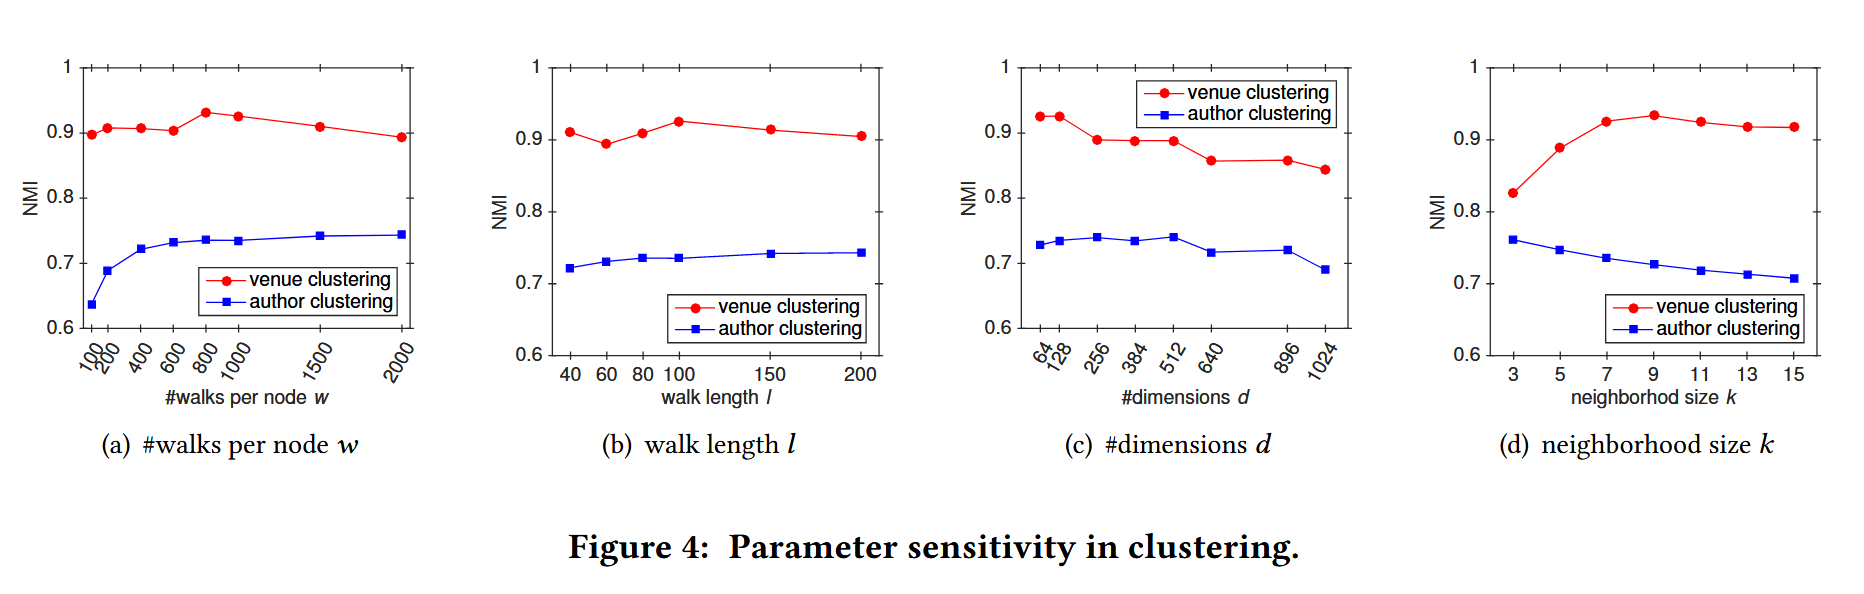 1
0.9
0.8
0.7
0.6
NMI
venue clustering
author clustering
100
200
400
600
800
1000
1500
2000
#walks per node w
(a) #walks per node w
1
0.9
0.8
0.7
0.6
NMI
venue clustering
author clustering
40 60 80 100 150 200
walk length l
(b) walk length l
1
0.9
0.8
0.7
0.6
NMI
venue clustering
author clustering
64
128
256
384
512
640
896
1024
#dimensions d
(c) #dimensions d
1
0.9
0.8
0.7
0.6
NMI
venue clustering
author clustering
3 5 7 9 11 13 15
neighborhod size k
(d) neighborhood size k
Figure 4: Parameter sensitivity in clustering.